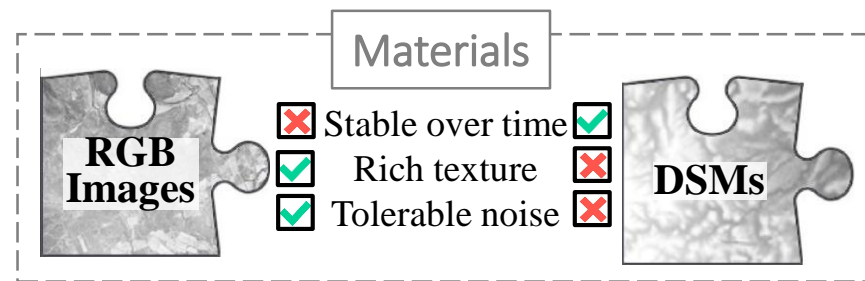 Materials
RGB
Images
Stable over time
Rich texture
Tolerable noise
DSMs